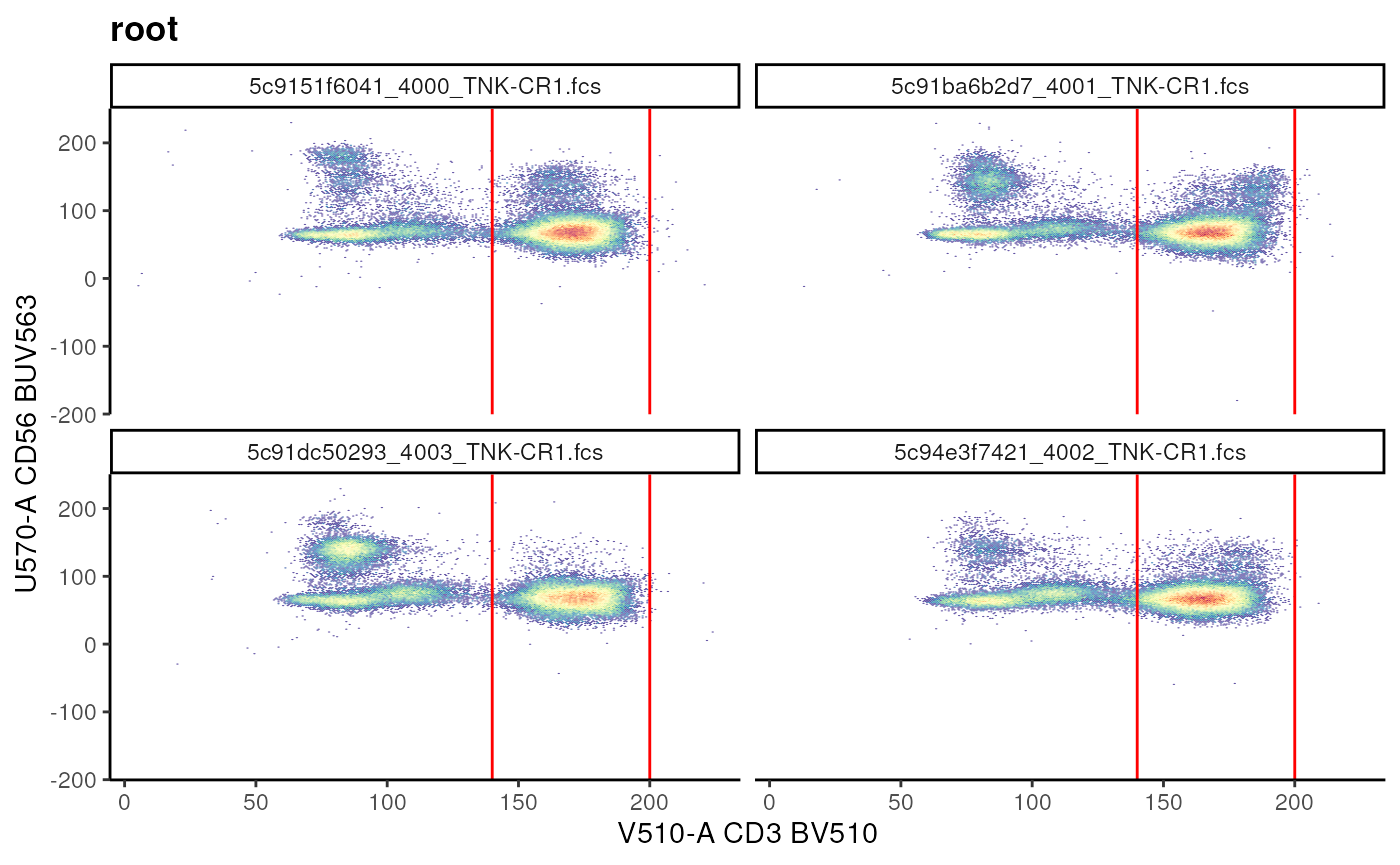 root
5c9151f6041_4000_TNK-CR1.fcs
5c91ba6b2d7_4001_TNK-CR1.fcs
200
100
0
-100
-200
5c91dc50293_4003_TNK-CR1.fcs
5c94e3f7421_4002_TNK-CR1.fcs
200
100
0
-100
-200
0 50 100 150 200
0 50 100 150 200
V510-A CD3 BV510
U570-A CD56 BUV563